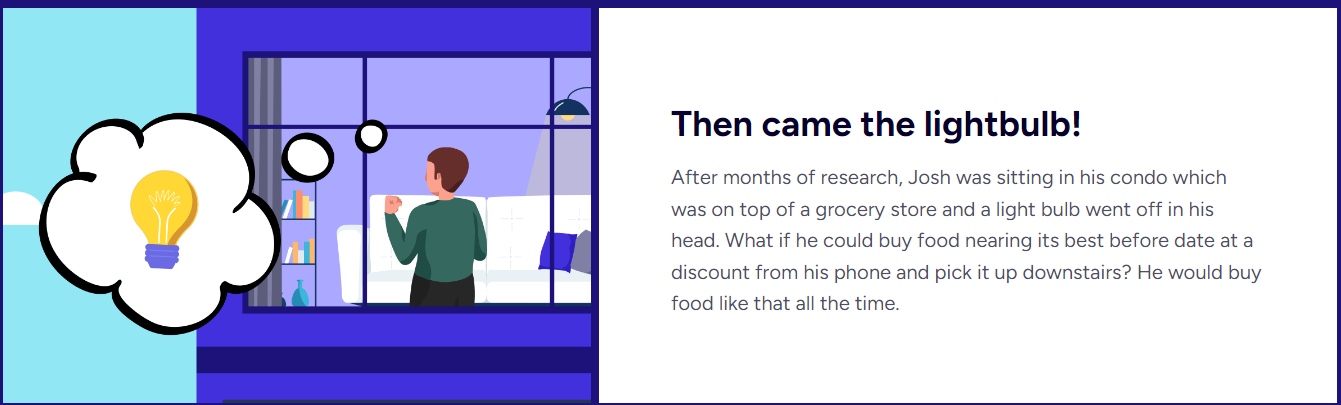 Then came the lightbulb!
After months of research, Josh was sitting in his condo which
was on top of a grocery store and a light bulb went off in his
head. What if he could buy food nearing its best before date at a
discount from his phone and pick it up downstairs? He would buy
food like that all the time.